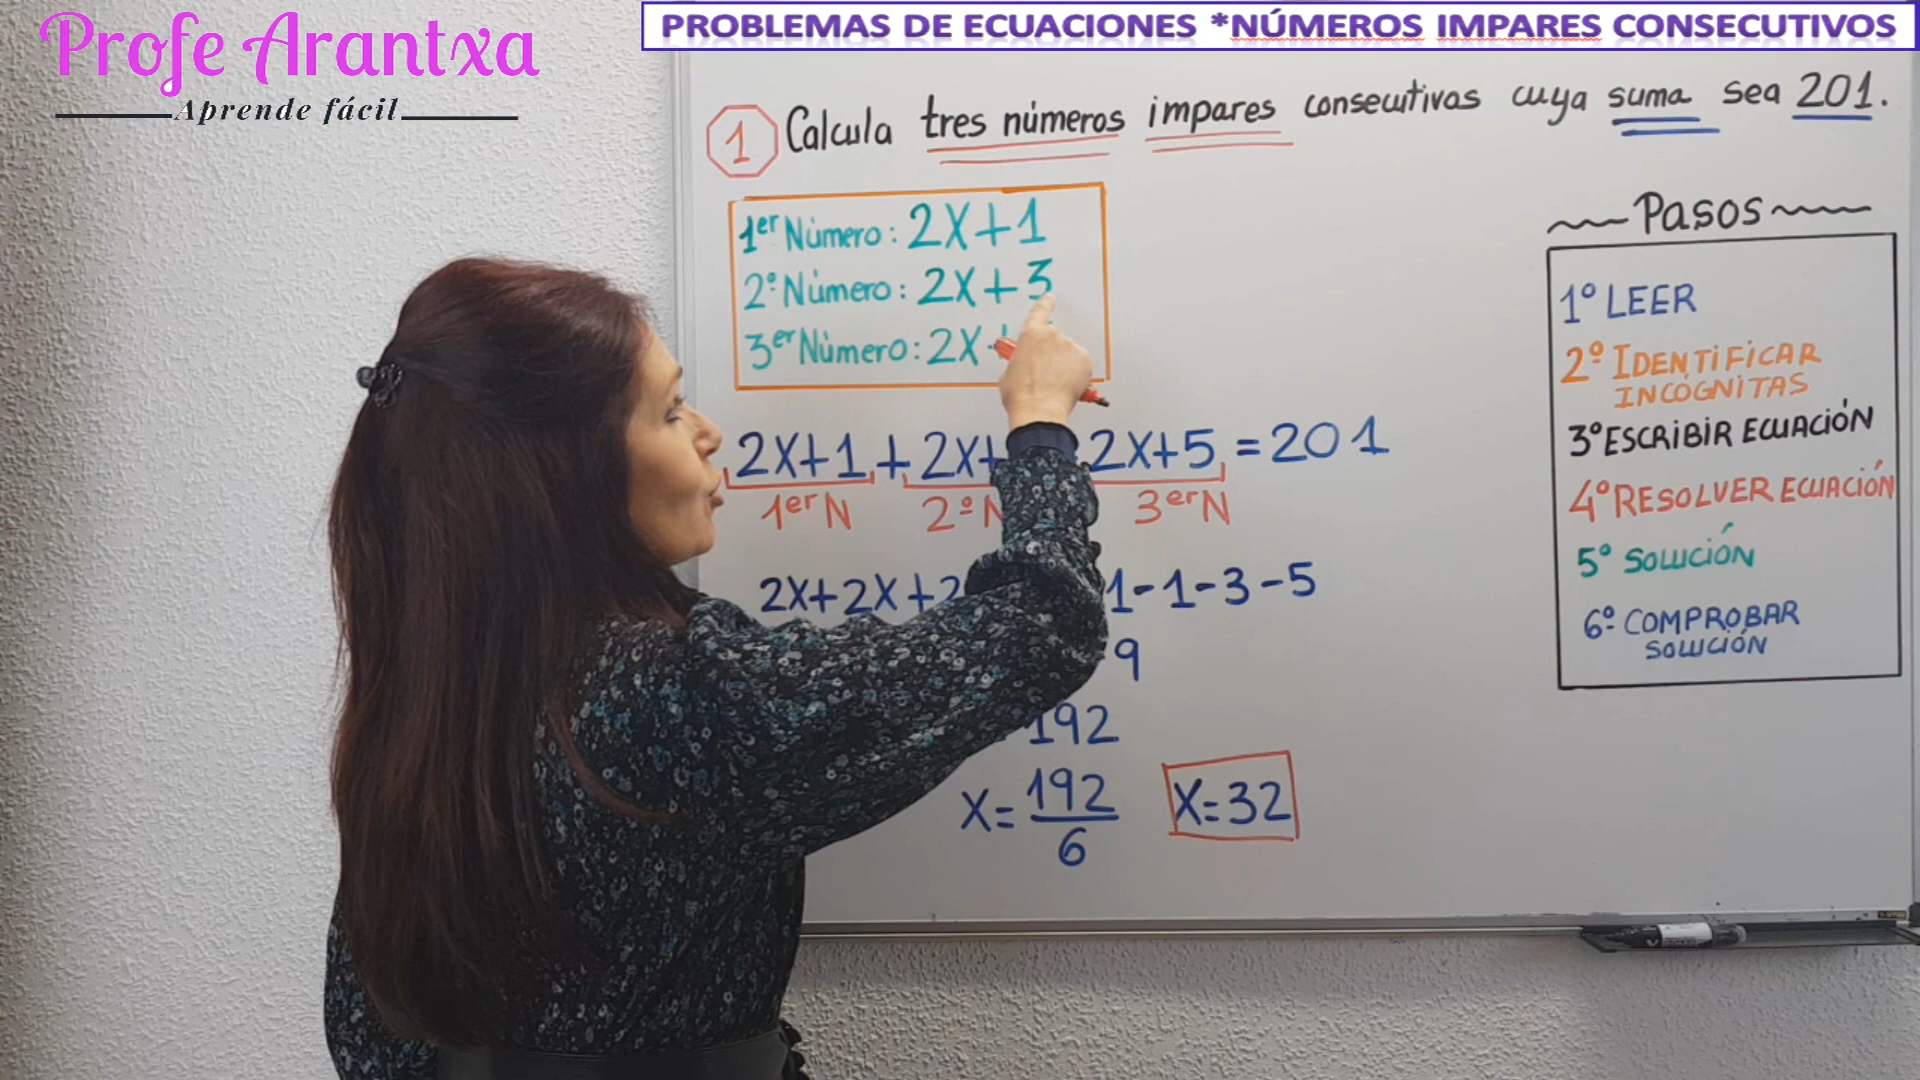 Profe Arantxa
Aprende fácil
PROBLEMAS DE ECUACIONES *NÚMEROS IMPARES CONSECUTIVOS
1 Calcula tres números impares consecutivos cuya suma sea 201.
1er Número: 2X+1
2º Número: 2X+3
3er Número: 2X
2X+1+2X+ 2X+5=201
1erN 2ºN 3erN
2X+2X+2 1-1-3-5
9
192
X=192/6 X=32
Pasos
1º LEER
2º IDENTIFICAR
INCÓGNITAS
3º ESCRIBIR ECUACIÓN
4º RESOLVER ECUACIÓN
5º SOLUCIÓN
6º COMPROBAR
SOLUCIÓN